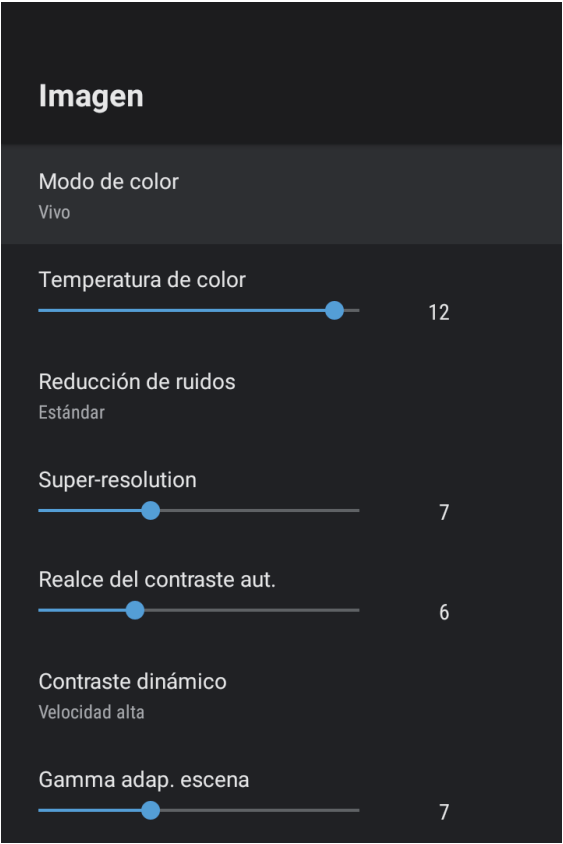 Imagen
Modo de color
Vivo
Temperatura de color
12
Reducción de ruidos
Estándar
Super-resolution
7
Realce del contraste aut.
6
Contraste dinámico
Velocidad alta
Gamma adap. escena
7